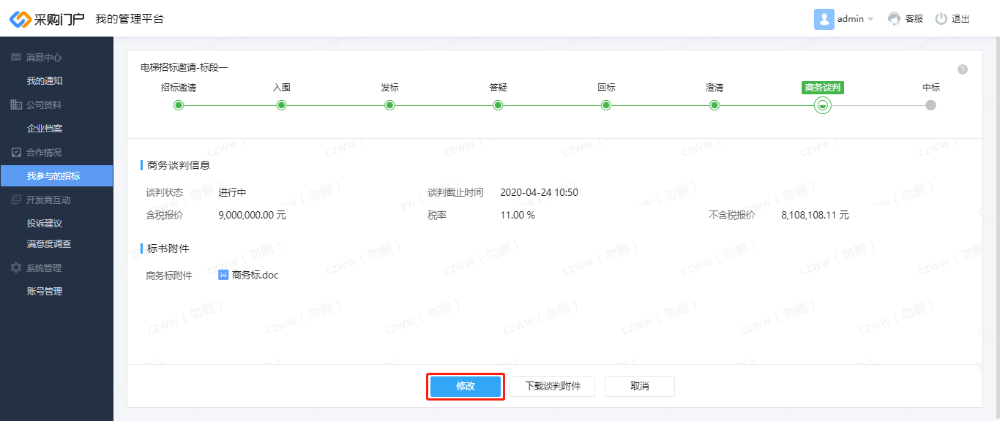 采购门户 我的管理平台 admin 客服 退出
消息中心
我的通知
公司资料
企业档案
合作情况
我参与的招标
开发商互动
投诉建议
满意度调查
系统管理
账号管理
电梯招标邀请-标段一 ?
招标邀请 入围 发标 答疑 回标 澄清 商务谈判 中标
商务谈判信息
谈判状态 进行中 谈判截止时间 2020-04-24 10:50
含税报价 9,000,000.00 元 税率 11.00 % 不含税报价 8,108,108.11 元
标书附件
商务标附件 商务标.doc
修改 下载谈判附件 取消
czww（勿删）